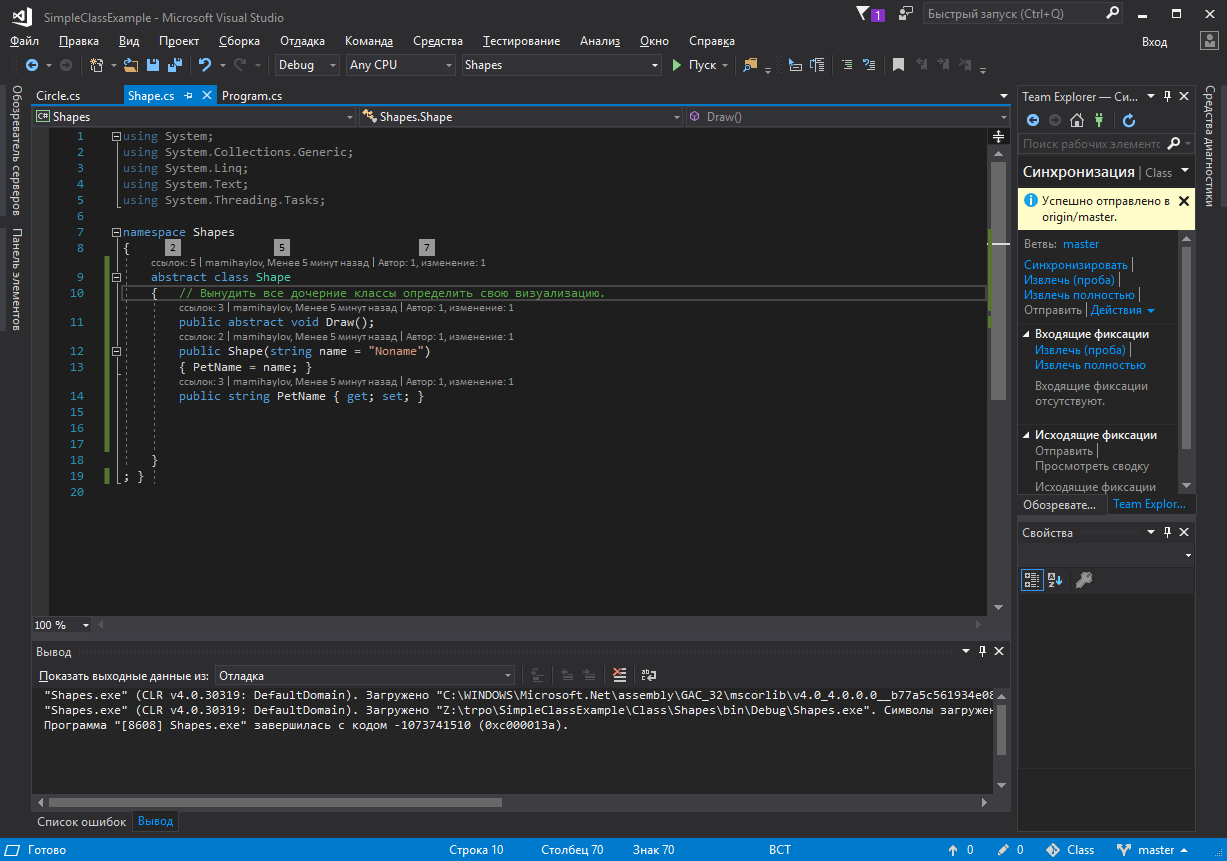 SimpleClassExample - Microsoft Visual Studio
1
Быстрый запуск (Ctrl+Q)
Файл Правка Вид Проект Сборка Отладка Команда Средства Тестирование Анализ Окно Справка
Вход
Debug Any CPU Shapes Пуск
Обозреватель серверов
Панель элементов
Circle.cs Shape.cs Program.cs
C# Shapes Shapes.Shape Draw()
1 using System;
2 using System.Collections.Generic;
3 using System.Linq;
4 using System.Text;
5 using System.Threading.Tasks;
6
7 namespace Shapes
8 {
2 5 7
ссылок: 5 | mamihaylov, Менее 5 минут назад | Автор: 1, изменение: 1
9 abstract class Shape
10 { // Вынудить все дочерние классы определить свою визуализацию.
ссылок: 3 | mamihaylov, Менее 5 минут назад | Автор: 1, изменение: 1
11 public abstract void Draw();
ссылок: 2 | mamihaylov, Менее 5 минут назад | Автор: 1, изменение: 1
12 public Shape(string name = "Noname")
13 { PetName = name; }
ссылок: 3 | mamihaylov, Менее 5 минут назад | Автор: 1, изменение: 1
14 public string PetName { get; set; }
15
16
17
18 }
19 ; }
20
100 %
Вывод
Показать выходные данные из: Отладка
"Shapes.exe" (CLR v4.0.30319: DefaultDomain). Загружено "C:\WINDOWS\Microsoft.Net\assembly\GAC_32\mscorlib\v4.0_4.0.0.0__b77a5c561934e08
"Shapes.exe" (CLR v4.0.30319: DefaultDomain). Загружено "Z:\trpo\SimpleClassExample\Class\Shapes\bin\Debug\Shapes.exe". Символы загружен
Программа "[8608] Shapes.exe" завершилась с кодом -1073741510 (0xc000013a).
Список ошибок Вывод
Team Explorer — Си...
Поиск рабочих элементс
Синхронизация | Class
Успешно отправлено в
origin/master.
Ветвь: master
Синхронизировать |
Извлечь (проба) |
Извлечь полностью |
Отправить | Действия
Входящие фиксации
Извлечь (проба) |
Извлечь полностью
Входящие фиксации
отсутствуют.
Исходящие фиксации
Отправить |
Просмотреть сводку
Исходящие фиксации
Обозревате... Team Explor...
Свойства
Средства диагностики
Готово Строка 10 Столбец 70 Знак 70 ВСТ 0 0 Class master